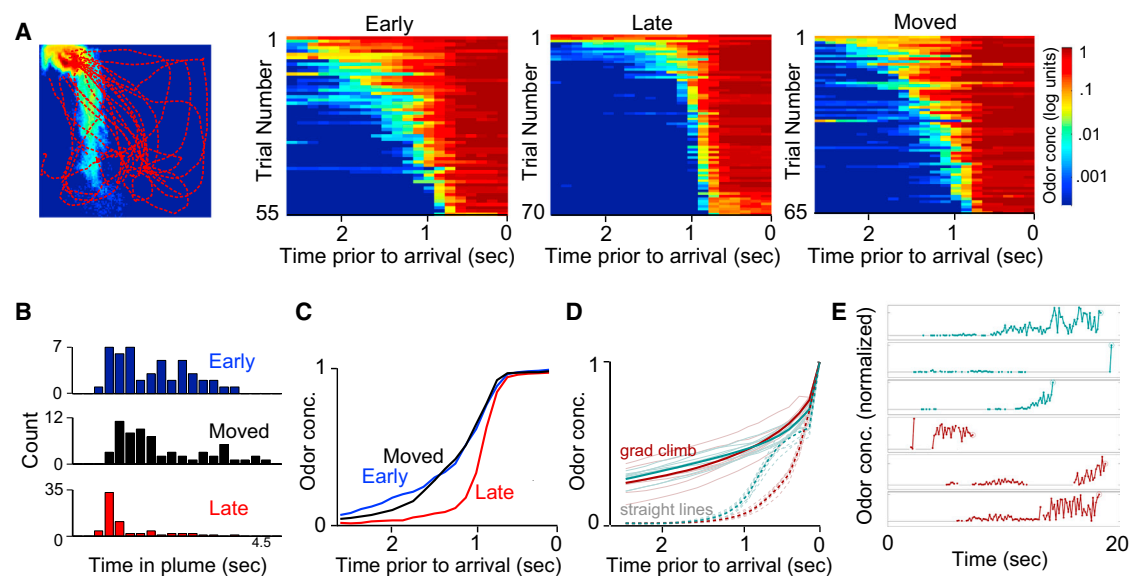 A
Early
Late
Moved
1
Trial Number
55
2
1
0
Time prior to arrival (sec)
1
Trial Number
70
2
1
0
Time prior to arrival (sec)
1
Trial Number
65
2
1
0
Time prior to arrival (sec)
1
.1
.01
.001
Odor conc (log units)
B
7
0
Early
12
0
Moved
35
0
Late
4.5
Count
Time in plume (sec)
C
1
0
Odor conc.
Moved
Early
Late
2
1
0
Time prior to arrival (sec)
D
1
0
Odor conc.
grad climb
straight lines
2
1
0
Time prior to arrival (sec)
E
Odor conc. (normalized)
0
20
Time (sec)